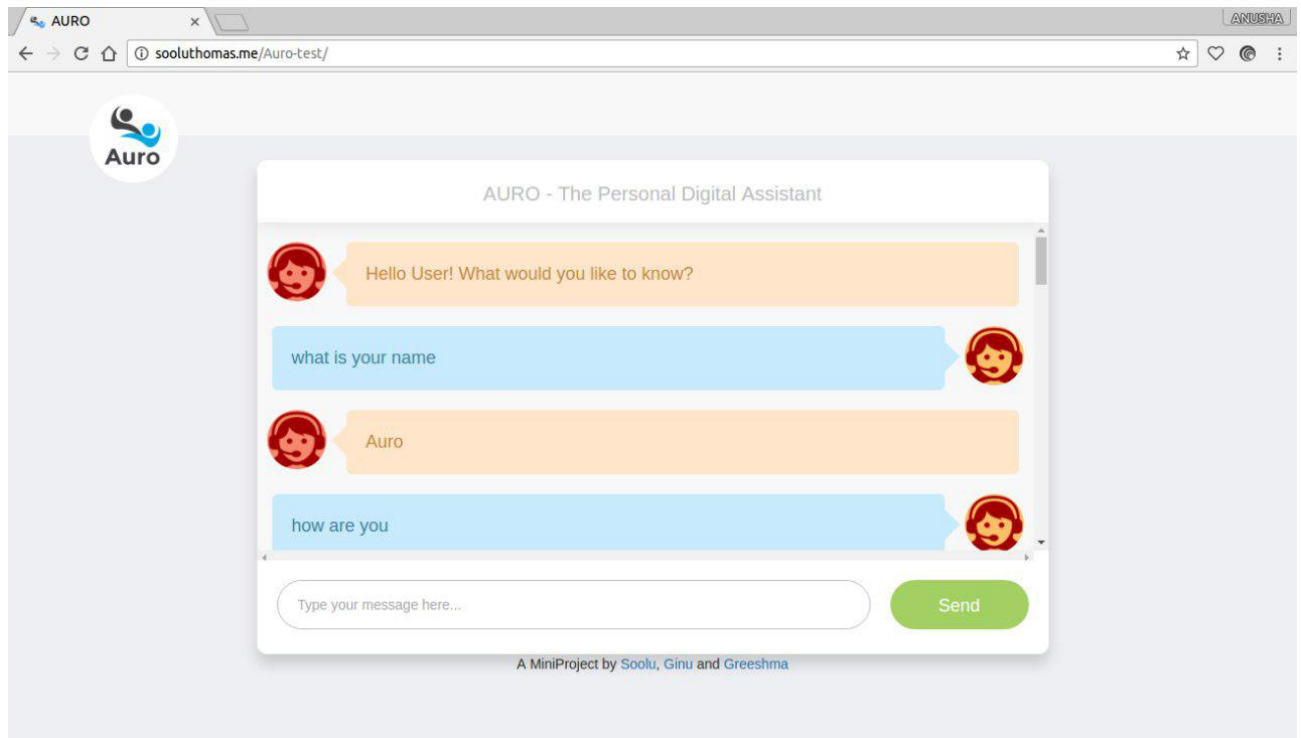 AURO
ANUSHA
sooluthomas.me/Auro-test/
Auro
AURO - The Personal Digital Assistant
Hello User! What would you like to know?
what is your name
Auro
how are you
Type your message here...
Send
A MiniProject by Soolu, Ginu and Greeshma